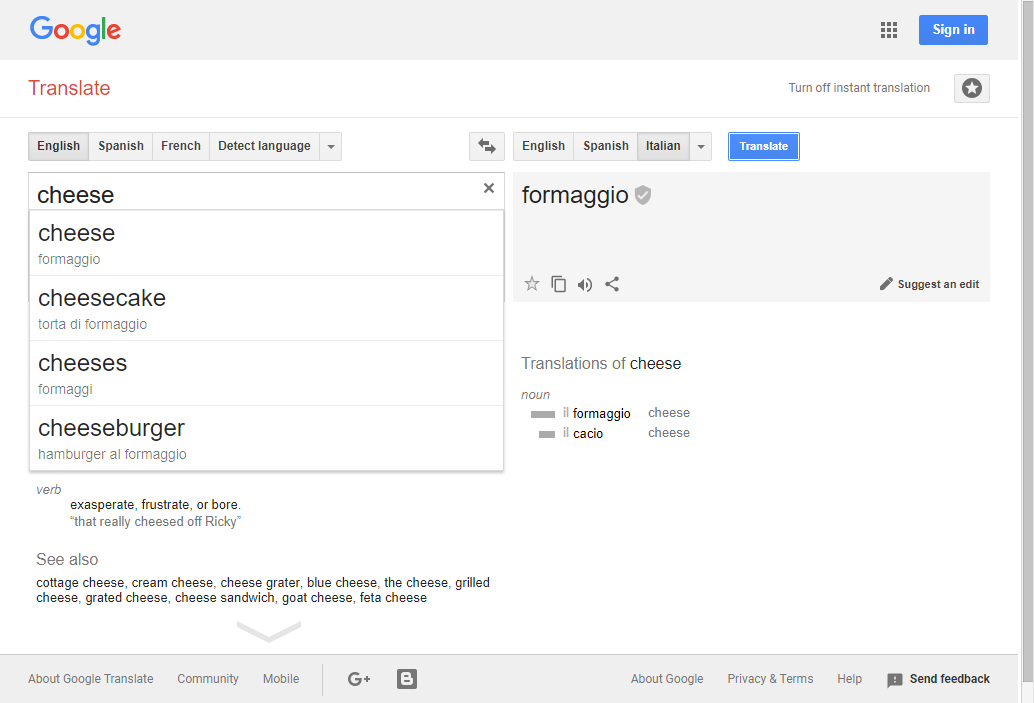 Google
Sign in
Translate
Turn off instant translation
English Spanish French Detect language
English Spanish Italian
Translate
cheese
formaggio
cheese
formaggio
cheesecake
torta di formaggio
cheeses
formaggi
cheeseburger
hamburger al formaggio
Suggest an edit
Translations of cheese
noun
il formaggio cheese
il cacio cheese
verb
exasperate, frustrate, or bore.
“that really cheesed off Ricky”
See also
cottage cheese, cream cheese, cheese grater, blue cheese, the cheese, grilled
cheese, grated cheese, cheese sandwich, goat cheese, feta cheese
About Google Translate Community Mobile G+ B
About Google Privacy & Terms Help Send feedback